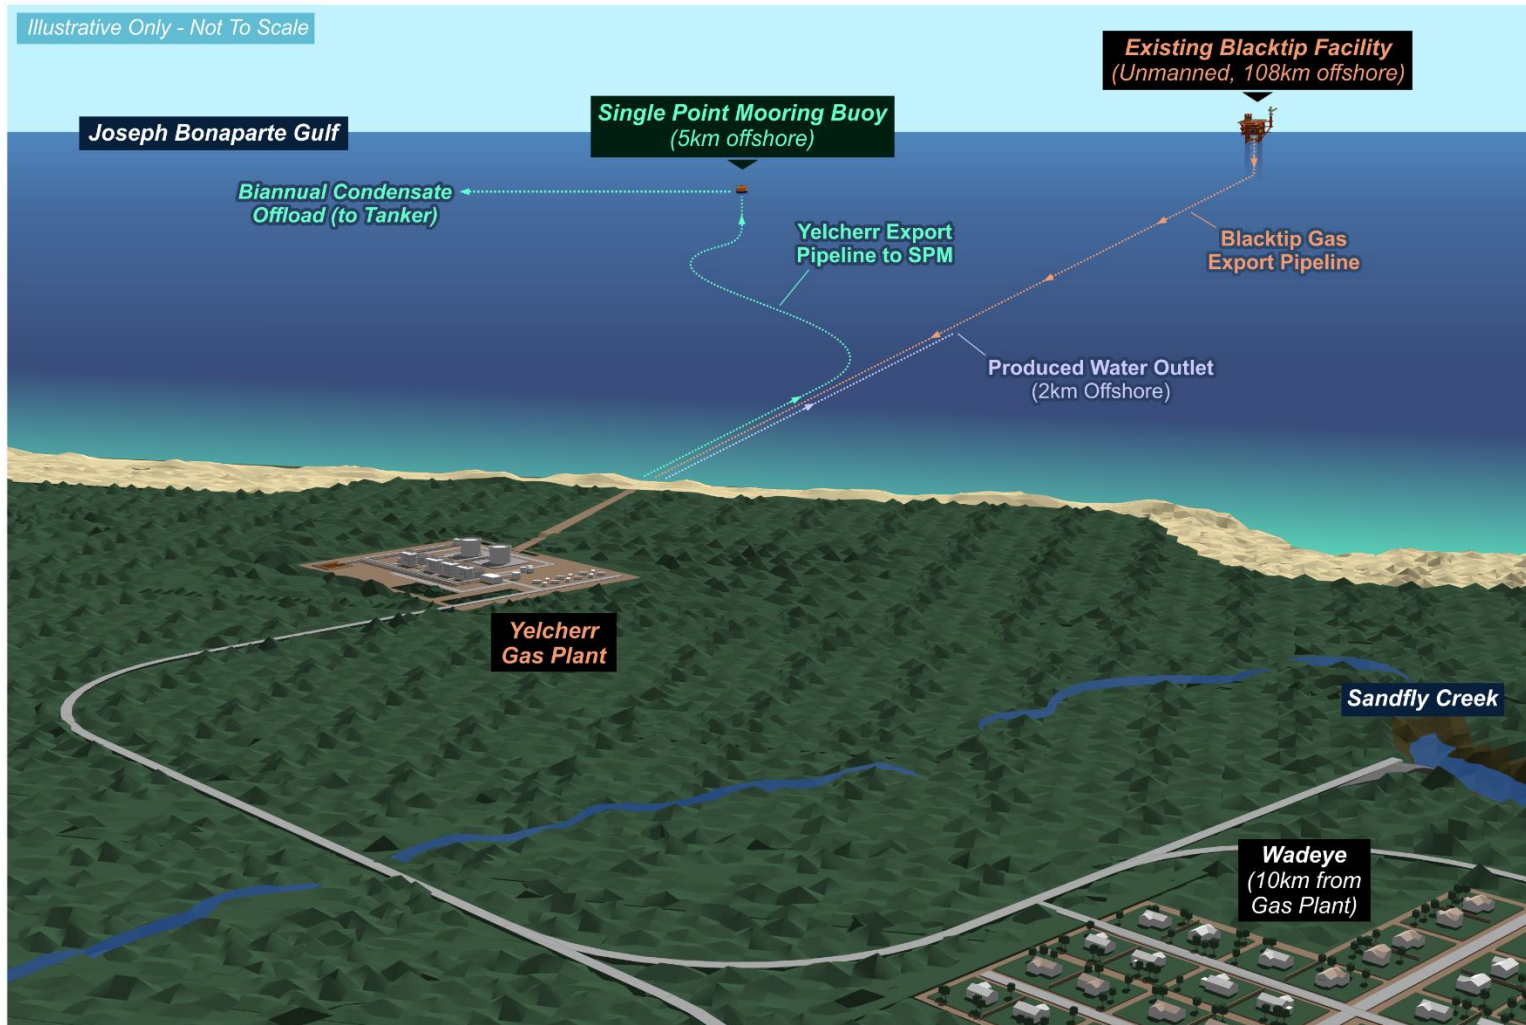 Illustrative Only - Not To Scale
Existing Blacktip Facility
(Unmanned, 108km offshore)
Single Point Mooring Buoy
(5km offshore)
Joseph Bonaparte Gulf
Biannual Condensate
Offload (to Tanker)
Yelcherr Export
Pipeline to SPM
Blacktip Gas
Export Pipeline
Produced Water Outlet
(2km Offshore)
Yelcherr
Gas Plant
Sandfly Creek
Wadeye
(10km from
Gas Plant)